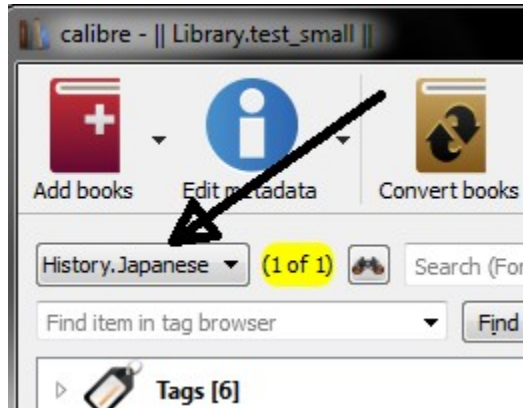 calibre - || Library.test_small ||
Add books Edit metadata Convert books
History.Japanese (1 of 1) Search (For
Find item in tag browser Find
Tags [6]